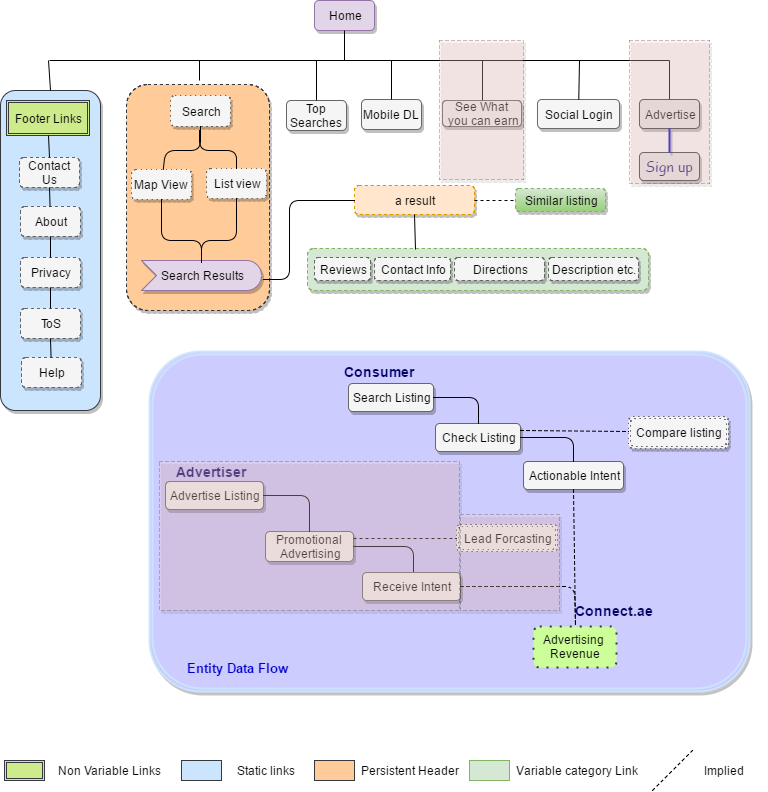 Home
Footer Links
Contact
Us
About
Privacy
ToS
Help
Search
Map View
List view
Search Results
Top
Searches
Mobile DL
See What
you can earn
Social Login
Advertise
Sign up
a result
Similar listing
Reviews
Contact Info
Directions
Description etc.
Consumer
Search Listing
Check Listing
Compare listing
Actionable Intent
Advertiser
Advertise Listing
Promotional
Advertising
Lead Forcasting
Receive Intent
Connect.ae
Advertising
Revenue
Entity Data Flow
Non Variable Links
Static links
Persistent Header
Variable category Link
Implied